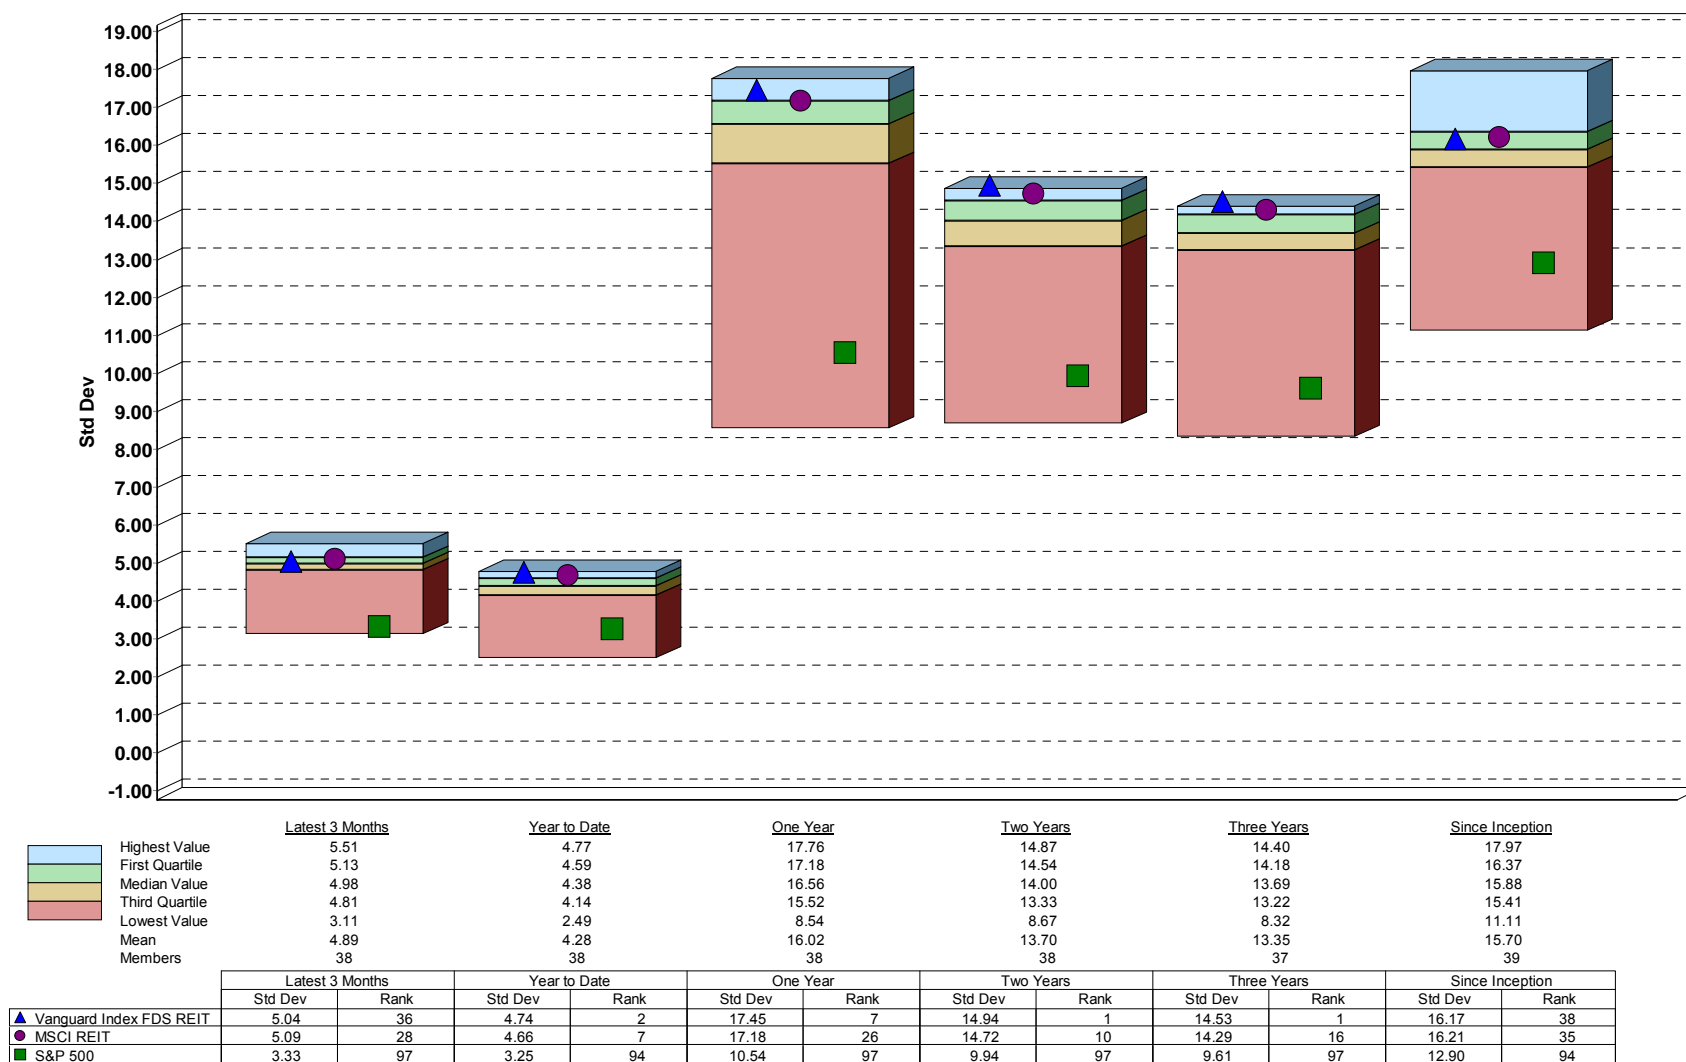 19.00
18.00
17.00
16.00
15.00
14.00
13.00
12.00
11.00
10.00
9.00
8.00
7.00
6.00
5.00
4.00
3.00
2.00
1.00
0.00
-1.00
Std Dev
Latest 3 Months Year to Date One Year Two Years Three Years Since Inception
Highest Value 5.51 4.77 17.76 14.87 14.40 17.97
First Quartile 5.13 4.59 17.18 14.54 14.18 16.37
Median Value 4.98 4.38 16.56 14.00 13.69 15.88
Third Quartile 4.81 4.14 15.52 13.33 13.22 15.41
Lowest Value 3.11 2.49 8.54 8.67 8.32 11.11
Mean 4.89 4.28 16.02 13.70 13.35 15.70
Members 38 38 38 38 37 39
Latest 3 Months Year to Date One Year Two Years Three Years Since Inception
Std Dev Rank Std Dev Rank Std Dev Rank Std Dev Rank Std Dev Rank Std Dev Rank
Vanguard Index FDS REIT 5.04 36 4.74 2 17.45 7 14.94 1 14.53 1 16.17 38
MSCI REIT 5.09 28 4.66 7 17.18 26 14.72 10 14.29 16 16.21 35
S&P 500 3.33 97 3.25 94 10.54 97 9.94 97 9.61 97 12.90 94